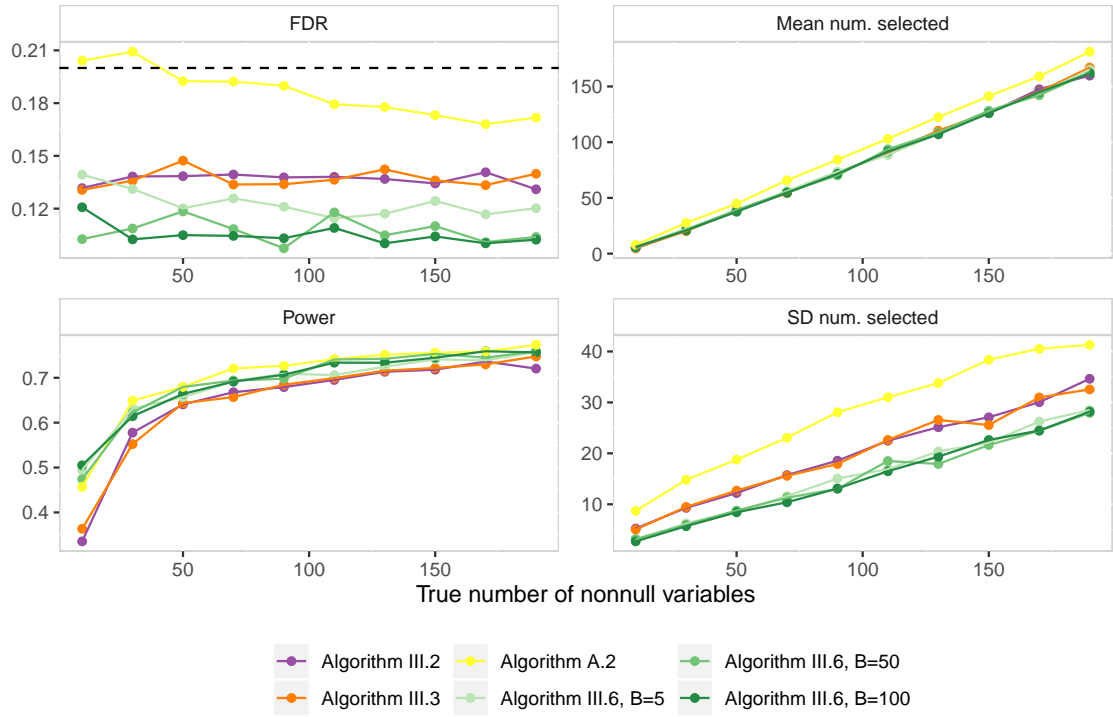 FDR
Mean num. selected
0.21
0.18
0.15
0.12
150
100
50
0
50
100
150
50
100
150
Power
SD num. selected
0.7
0.6
0.5
0.4
40
30
20
10
50
100
150
50
100
150
True number of nonnull variables
Algorithm III.2
Algorithm A.2
Algorithm III.6, B=50
Algorithm III.3
Algorithm III.6, B=5
Algorithm III.6, B=100